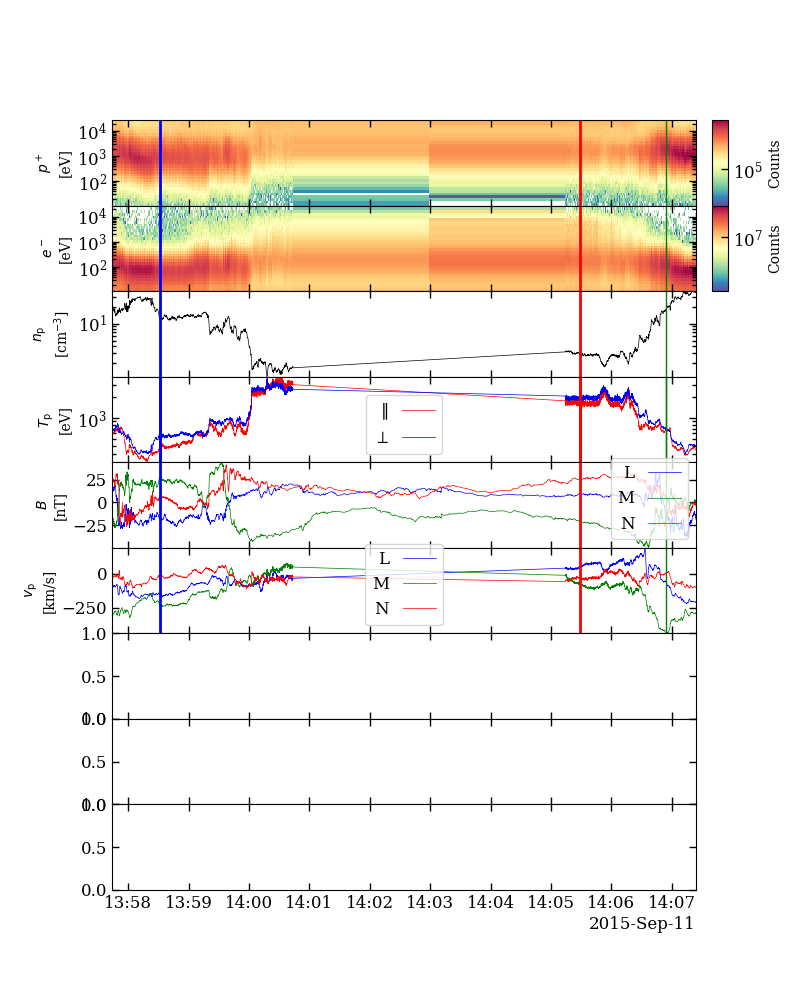 10⁴
10³
10²
p⁺
[eV]
10⁵
Counts
10⁴
10³
10²
e⁻
[eV]
10⁷
Counts
10¹
nₚ
[cm⁻³]
10³
Tₚ
[eV]
∥
⊥
25
0
−25
B
[nT]
L
M
N
0
−250
vₚ
[km/s]
L
M
N
1.0
0.5
0.0
1.0
0.5
0.0
1.0
0.5
0.0
13:58 13:59 14:00 14:01 14:02 14:03 14:04 14:05 14:06 14:07
2015-Sep-11